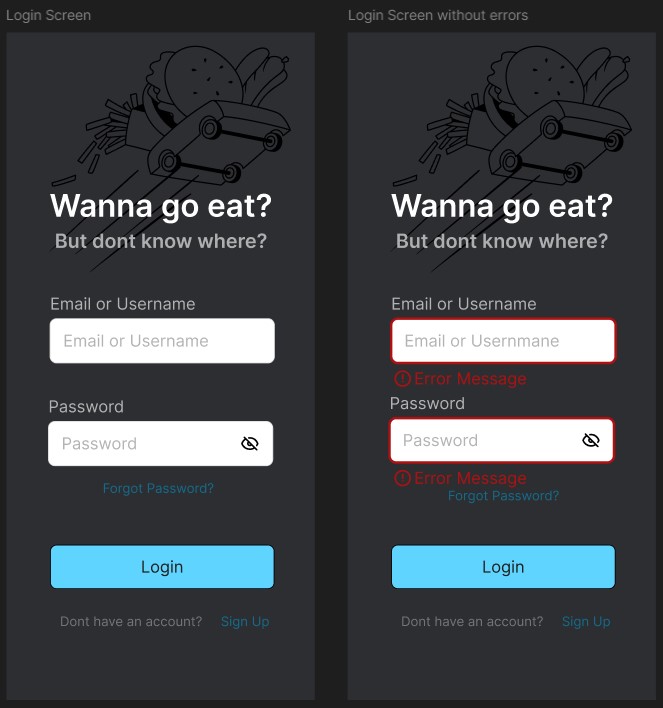 Login Screen
Wanna go eat?
But dont know where?
Email or Username
Email or Username
Password
Password
Forgot Password?
Login
Dont have an account? Sign Up
Login Screen without errors
Wanna go eat?
But dont know where?
Email or Username
Email or Usernmane
Error Message
Password
Password
Error Message
Forgot Password?
Login
Dont have an account? Sign Up